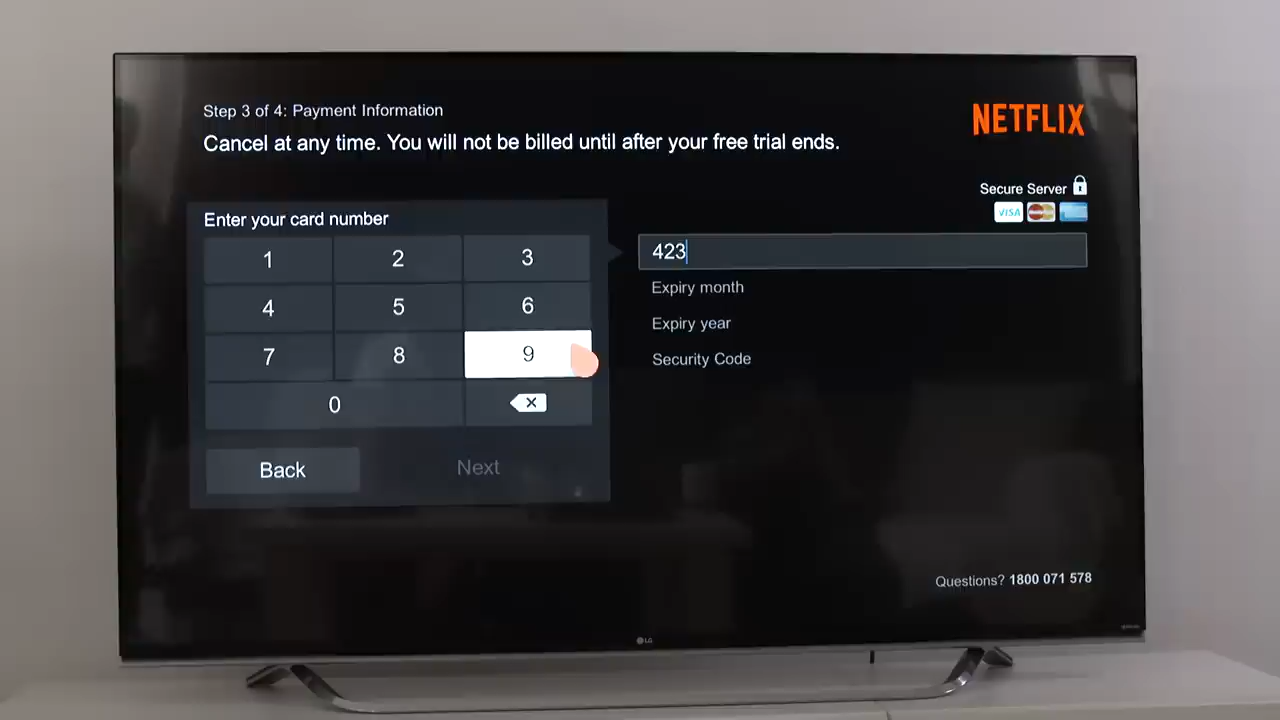 Step 3 of 4: Payment Information
NETFLIX
Cancel at any time. You will not be billed until after your free trial ends.
Secure Server
VISA
Enter your card number
1 2 3
4 5 6
7 8 9
0
Back Next
423
Expiry month
Expiry year
Security Code
Questions? 1800 071 578
LG